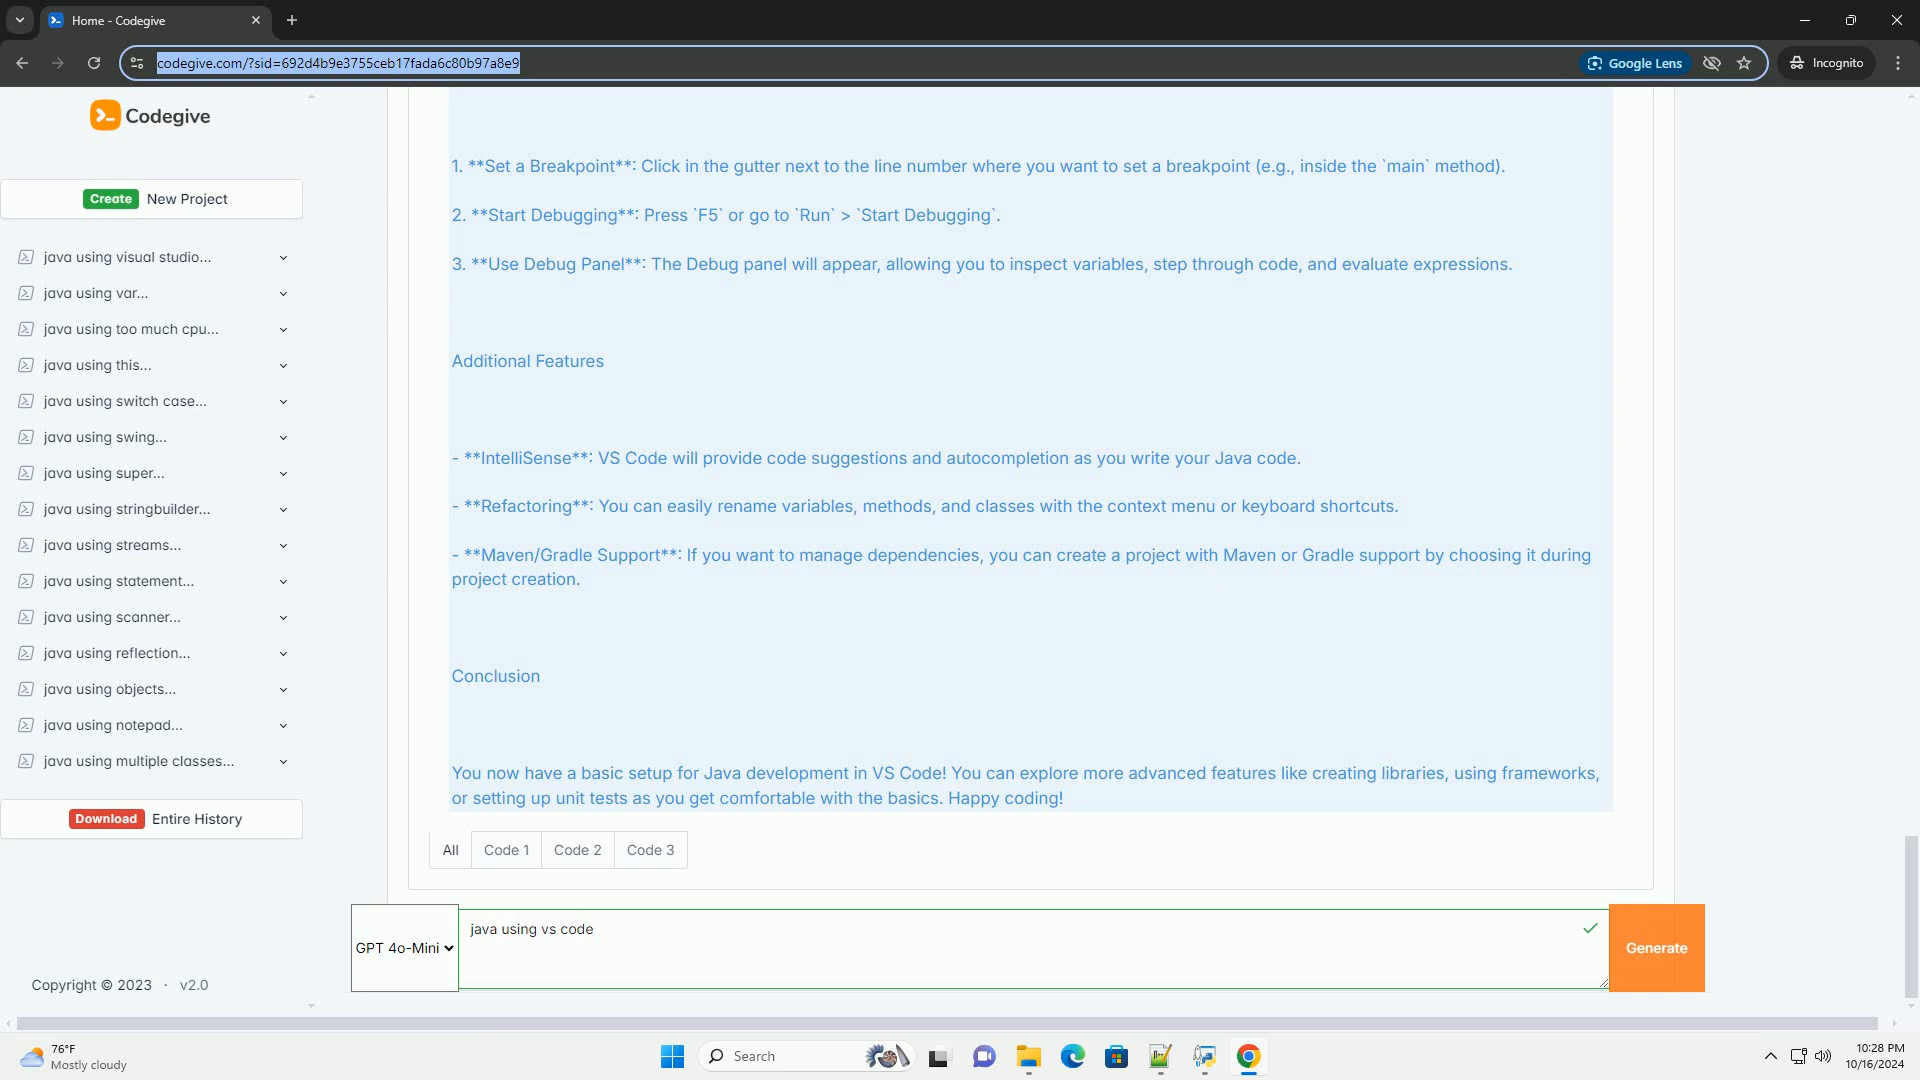 Home - Codegive
codegive.com/?sid=692d4b9e3755ceb17fada6c80b97a8e9
Google Lens
Incognito
Codegive
Create New Project
java using visual studio...
java using var...
java using too much cpu...
java using this...
java using switch case...
java using swing...
java using super...
java using stringbuilder...
java using streams...
java using statement...
java using scanner...
java using reflection...
java using objects...
java using notepad...
java using multiple classes...
Download Entire History
Copyright © 2023 · v2.0
1. **Set a Breakpoint**: Click in the gutter next to the line number where you want to set a breakpoint (e.g., inside the `main` method).
2. **Start Debugging**: Press `F5` or go to `Run` > `Start Debugging`.
3. **Use Debug Panel**: The Debug panel will appear, allowing you to inspect variables, step through code, and evaluate expressions.
Additional Features
- **IntelliSense**: VS Code will provide code suggestions and autocompletion as you write your Java code.
- **Refactoring**: You can easily rename variables, methods, and classes with the context menu or keyboard shortcuts.
- **Maven/Gradle Support**: If you want to manage dependencies, you can create a project with Maven or Gradle support by choosing it during
project creation.
Conclusion
You now have a basic setup for Java development in VS Code! You can explore more advanced features like creating libraries, using frameworks,
or setting up unit tests as you get comfortable with the basics. Happy coding!
All Code 1 Code 2 Code 3
GPT 4o-Mini
java using vs code
Generate
76°F
Mostly cloudy
Search
10:28 PM
10/16/2024